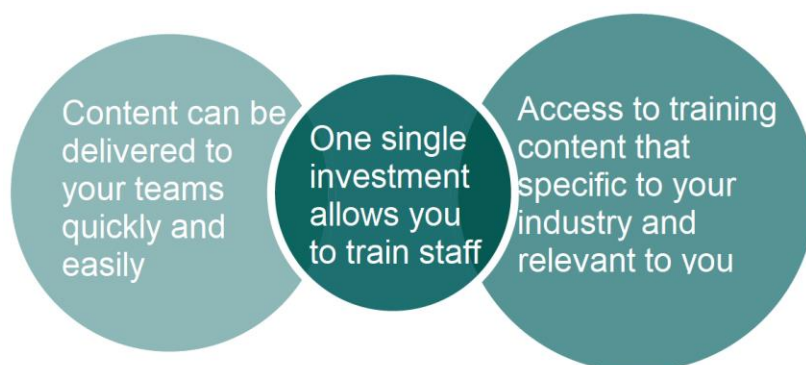 Content can be
delivered to
your teams
quickly and
easily
One single
investment
allows you
to train staff
Access to training
content that
specific to your
industry and
relevant to you